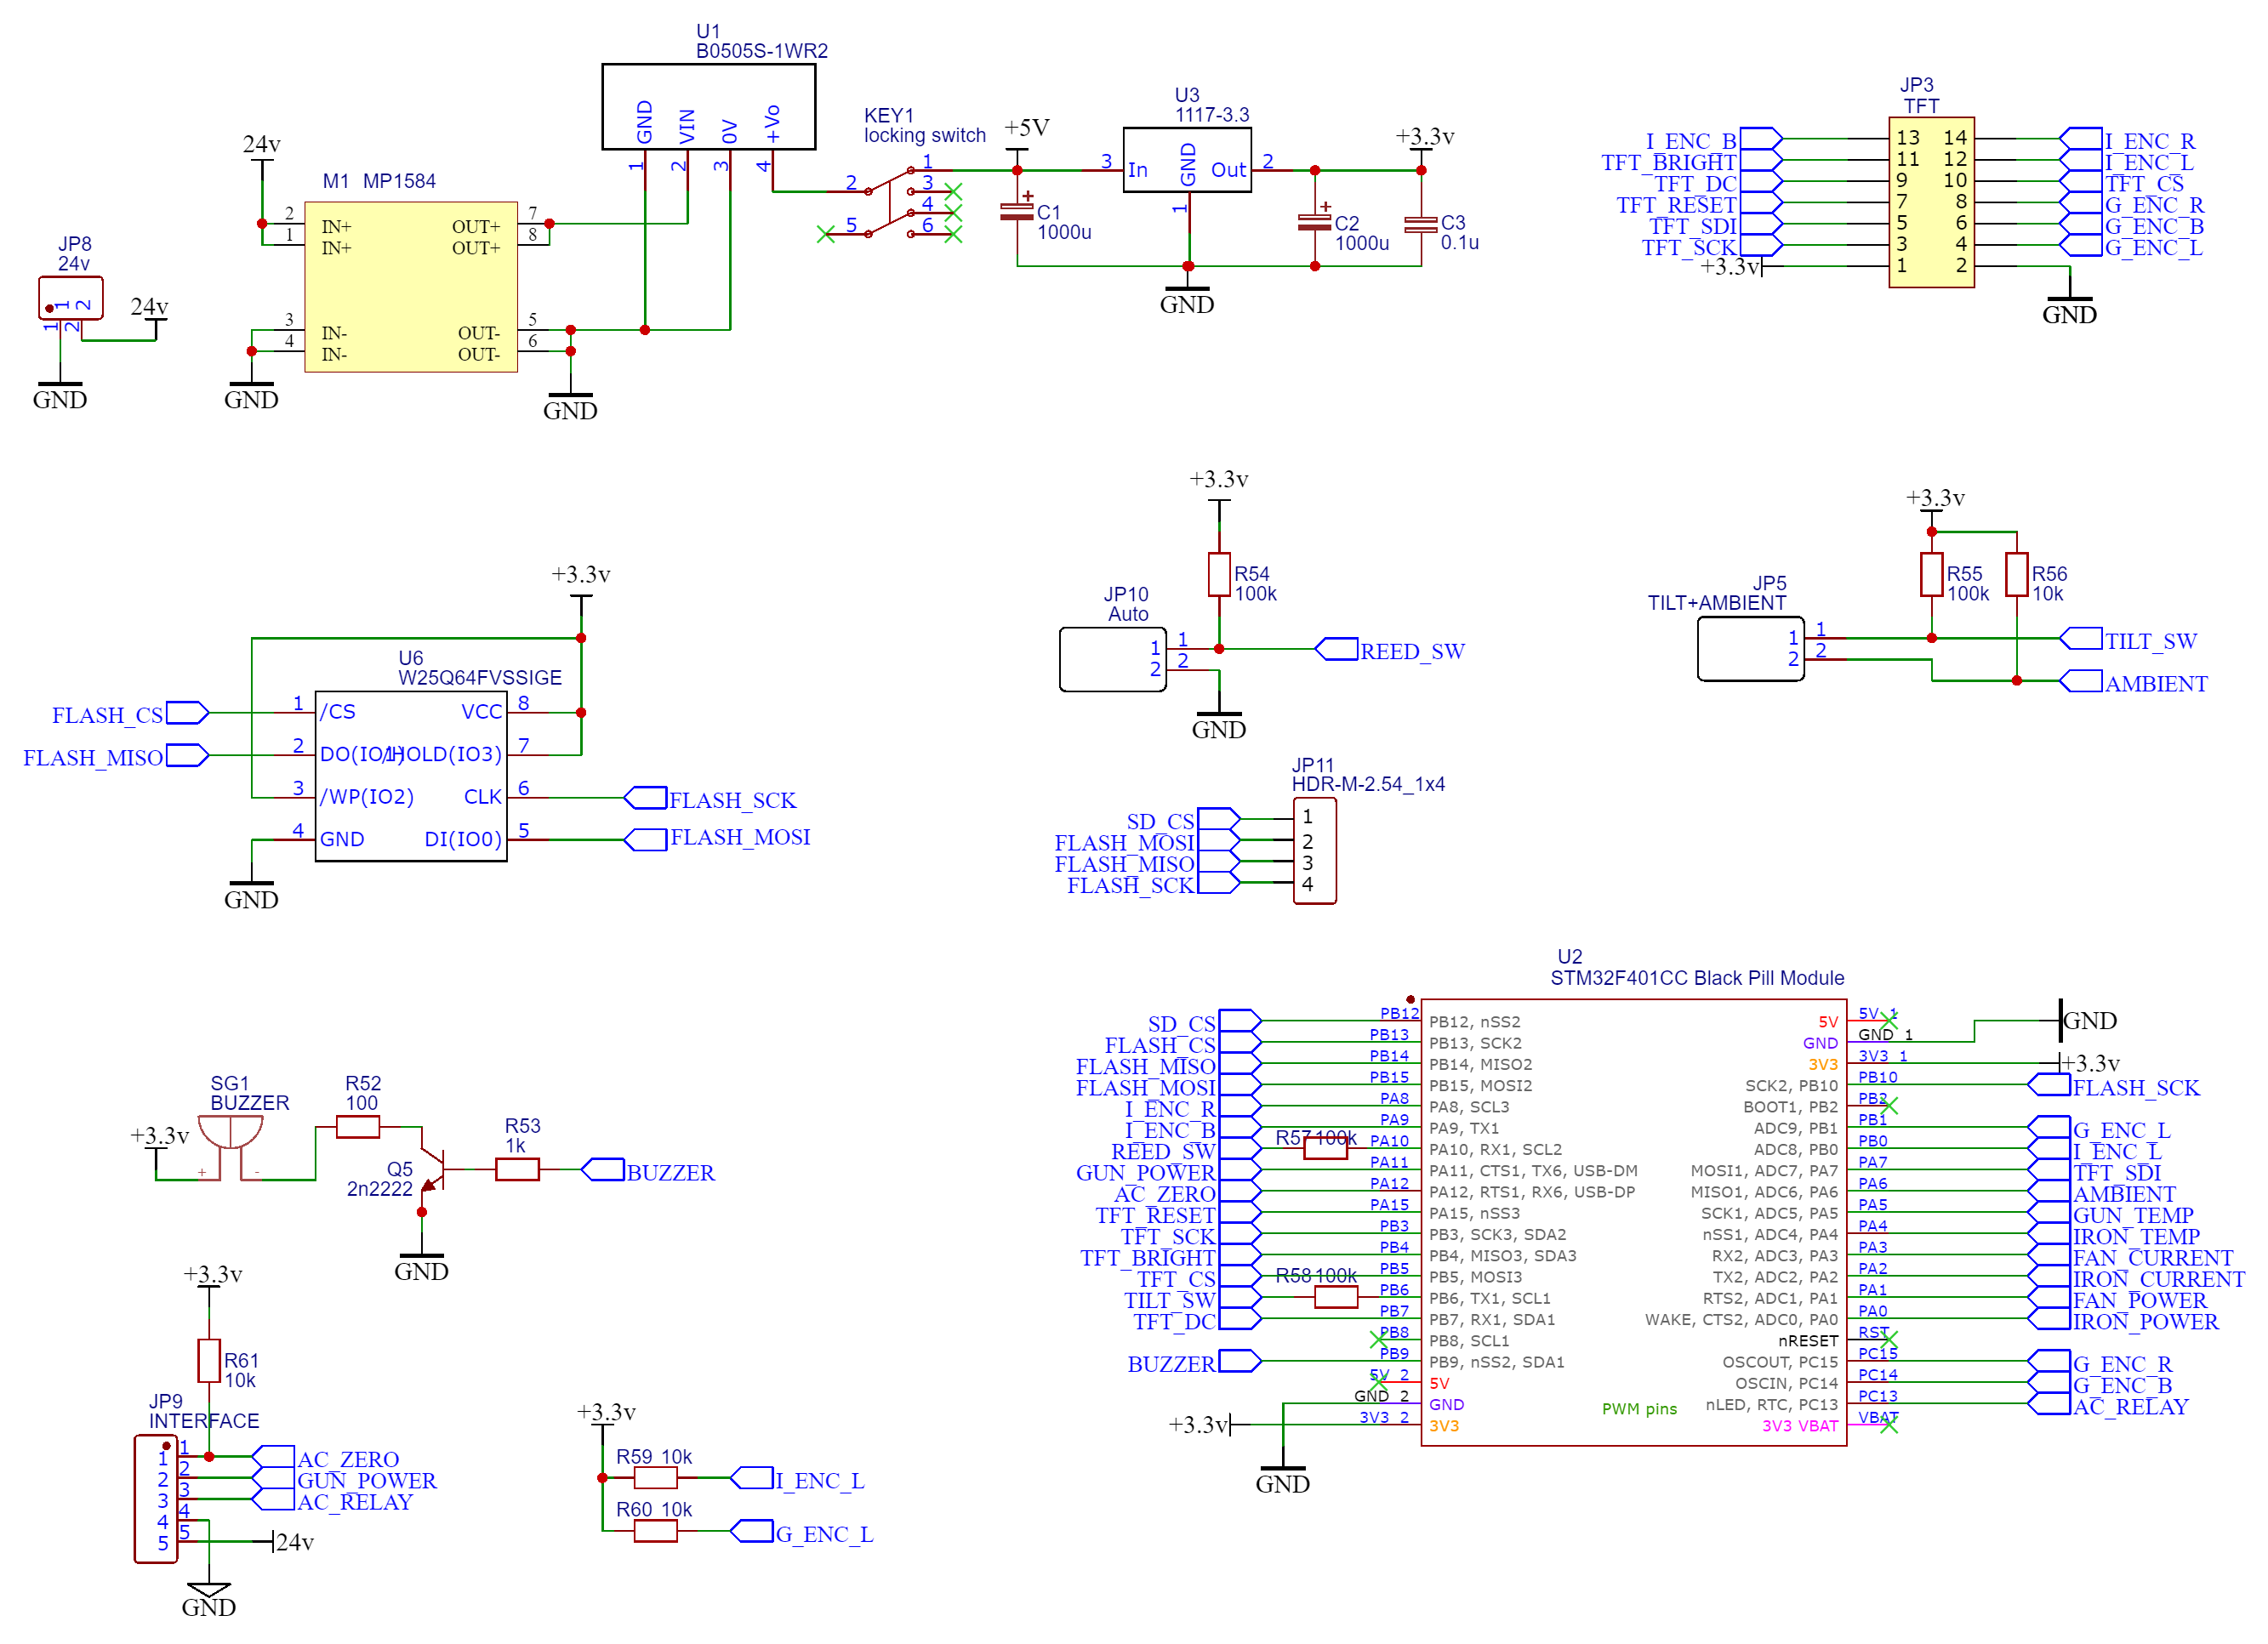 U1
B0505S-1WR2
GND
VIN
0V
+Vo
1
2
3
4
24v
M1 MP1584
2
1
3
4
IN+
IN+
IN-
IN-
OUT+
OUT+
OUT-
OUT-
7
8
5
6
GND
GND
JP8
24v
1 2
1 2
24v
GND
KEY1
locking switch
2
5
1
3
4
6
+5V
C1
1000u
U3
1117-3.3
3 In
GND
Out 2
1
+3.3v
C2
1000u
C3
0.1u
GND
JP3
TFT
I_ENC_B 13 14 I_ENC_R
TFT_BRIGHT 11 12 I_ENC_L
TFT_DC 9 10 TFT_CS
TFT_RESET 7 8 G_ENC_R
TFT_SDI 5 6 G_ENC_B
TFT_SCK 3 4 G_ENC_L
+3.3v 1 2
GND
+3.3v
U6
W25Q64FVSSIGE
FLASH_CS 1 /CS VCC 8
FLASH_MISO 2 DO(IO1) /HOLD(IO3) 7
3 /WP(IO2) CLK 6 FLASH_SCK
4 GND DI(IO0) 5 FLASH_MOSI
GND
+3.3v
R54
100k
JP10
Auto
1 1
2 2
REED_SW
GND
+3.3v
R55
100k
R56
10k
JP5
TILT+AMBIENT
1 1
2 2
TILT_SW
AMBIENT
JP11
HDR-M-2.54_1x4
SD_CS 1
FLASH_MOSI 2
FLASH_MISO 3
FLASH_SCK 4
SG1
BUZZER
+3.3v
+ -
R52
100
Q5
2n2222
R53
1k
BUZZER
GND
+3.3v
R61
10k
JP9
INTERFACE
1 1 AC_ZERO
2 2 GUN_POWER
3 3 AC_RELAY
4 4
5 5 24v
GND
+3.3v
R59 10k I_ENC_L
R60 10k G_ENC_L
U2
STM32F401CC Black Pill Module
SD_CS PB12 PB12, nSS2
FLASH_CS PB13 PB13, SCK2
FLASH_MISO PB14 PB14, MISO2
FLASH_MOSI PB15 PB15, MOSI2
I_ENC_R PA8 PA8, SCL3
I_ENC_B PA9 PA9, TX1
REED_SW R57 100k PA10 PA10, RX1, SCL2
GUN_POWER PA11 PA11, CTS1, TX6, USB-DM
AC_ZERO PA12 PA12, RTS1, RX6, USB-DP
TFT_RESET PA15 PA15, nSS3
TFT_SCK PB3 PB3, SCK3, SDA2
TFT_BRIGHT PB4 PB4, MISO3, SDA3
TFT_CS PB5 PB5, MOSI3
TILT_SW R58 100k PB6 PB6, TX1, SCL1
TFT_DC PB7 PB7, RX1, SDA1
PB8 PB8, SCL1
BUZZER PB9 PB9, nSS2, SDA1
5V_2 5V
GND_2 GND
+3.3v 3V3_2 3V3
GND
PWM pins
5V 5V_1
GND GND_1 GND
3V3 3V3_1 +3.3v
SCK2, PB10 PB10 FLASH_SCK
BOOT1, PB2 PB2
ADC9, PB1 PB1 G_ENC_L
ADC8, PB0 PB0 I_ENC_L
MOSI1, ADC7, PA7 PA7 TFT_SDI
MISO1, ADC6, PA6 PA6 AMBIENT
SCK1, ADC5, PA5 PA5 GUN_TEMP
nSS1, ADC4, PA4 PA4 IRON_TEMP
RX2, ADC3, PA3 PA3 FAN_CURRENT
TX2, ADC2, PA2 PA2 IRON_CURRENT
RTS2, ADC1, PA1 PA1 FAN_POWER
WAKE, CTS2, ADC0, PA0 PA0 IRON_POWER
nRESET RST
OSCOUT, PC15 PC15 G_ENC_R
OSCIN, PC14 PC14 G_ENC_B
nLED, RTC, PC13 PC13 AC_RELAY
3V3 VBAT VBAT